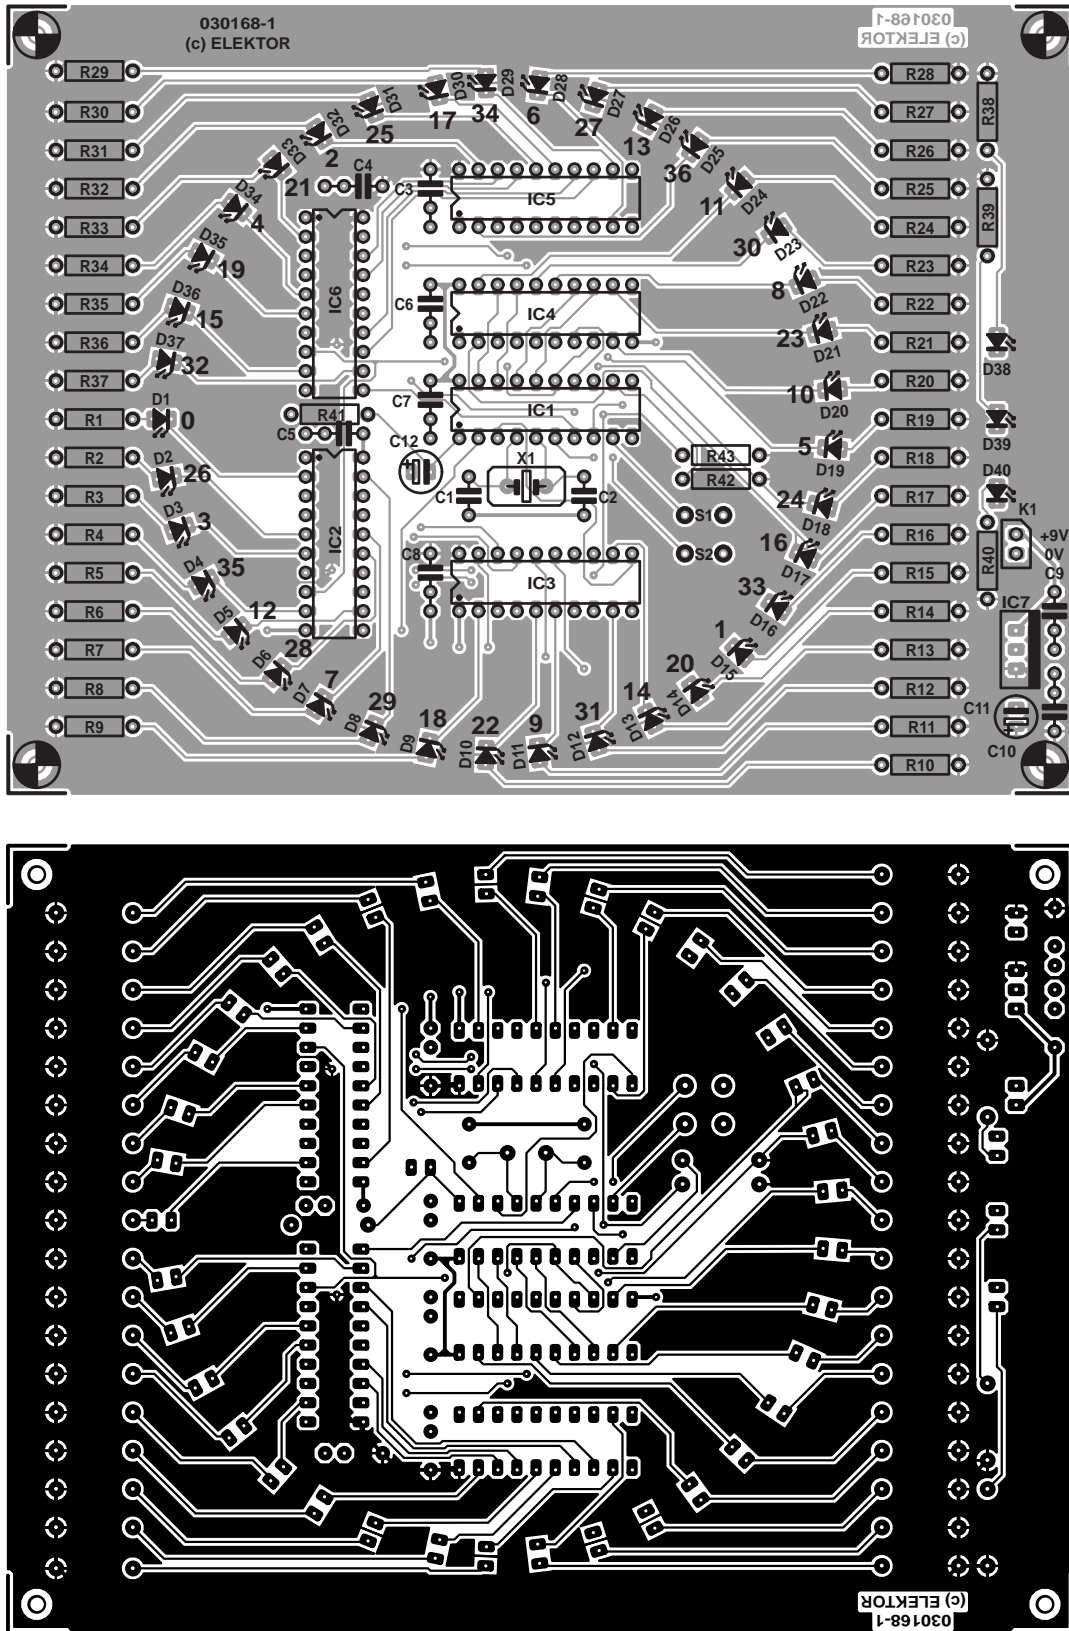 030168-1
(c) ELEKTOR
030168-1
(c) ELEKTOR
R29
R30
R31
R32
R33
R34
R35
R36
R37
R1
R2
R3
R4
R5
R6
R7
R8
R9
D30
D29
D28
D27
D26
D25
D24
D23
D22
D21
D20
D19
D18
D17
D16
D15
D14
D13
D12
D11
D10
D9
D8
D7
D6
D5
D4
D3
D2
D1
D37
D36
D35
D34
D33
D32
D31
17
34
6
27
13
36
11
30
8
23
10
5
24
16
33
1
20
14
31
9
22
18
29
7
28
12
35
3
26
0
32
15
19
4
21
2
25
C4
C3
IC5
IC6
C6
IC4
C7
IC1
R41
C5
C12
X1
C1
C2
R43
R42
S1
S2
IC2
C8
IC3
R28
R27
R26
R25
R24
R23
R22
R21
R20
R19
R18
R17
R16
R15
R14
R13
R12
R11
R10
R38
R39
D38
D39
D40
K1
R40
+9V
0V
C9
IC7
C11
C10
(c) ELEKTOR
030168-1